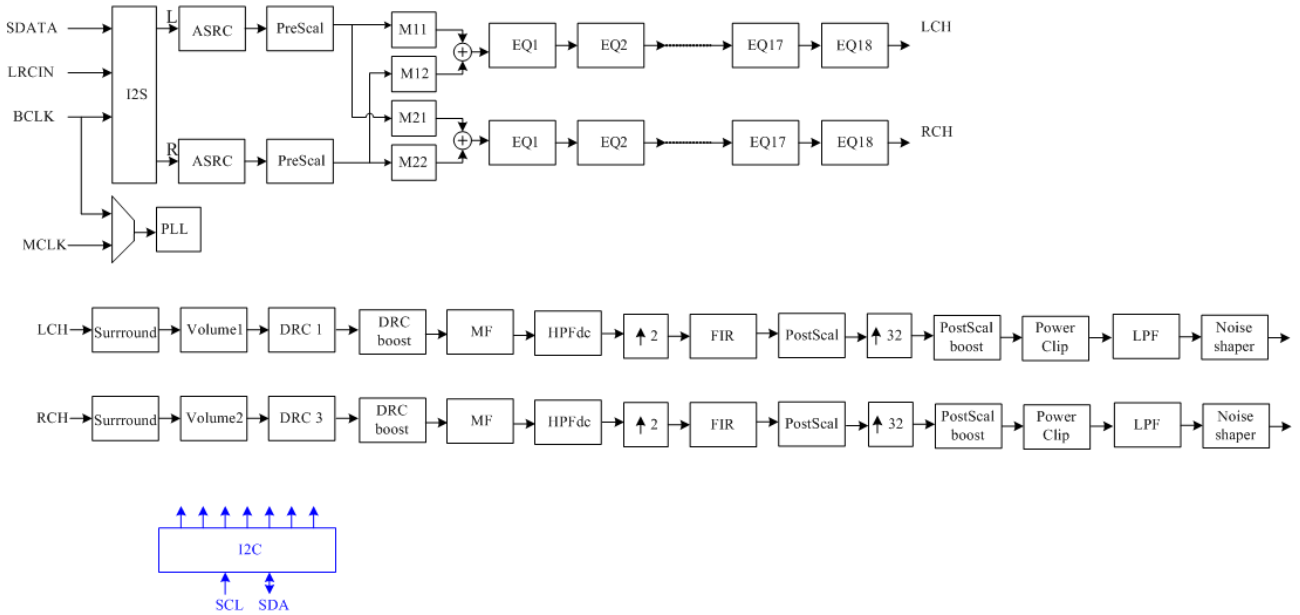 SDATA
LRCIN
BCLK
MCLK
I2S
L
R
ASRC
PreScal
ASRC
PreScal
PLL
M11
M12
M21
M22
EQ1
EQ2
EQ17
EQ18
LCH
EQ1
EQ2
EQ17
EQ18
RCH
LCH
Surrround
Volume1
DRC 1
DRC
boost
MF
HPFdc
2
FIR
PostScal
32
PostScal
boost
Power
Clip
LPF
Noise
shaper
RCH
Surrround
Volume2
DRC 3
DRC
boost
MF
HPFdc
2
FIR
PostScal
32
PostScal
boost
Power
Clip
LPF
Noise
shaper
I2C
SCL
SDA